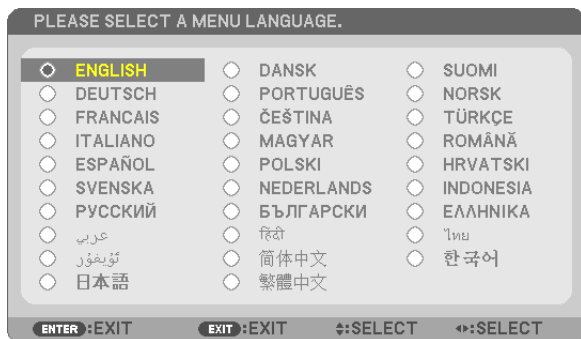 PLEASE SELECT A MENU LANGUAGE.
ENGLISH DANSK SUOMI
DEUTSCH PORTUGUÊS NORSK
FRANCAIS ČEŠTINA TÜRKÇE
ITALIANO MAGYAR ROMÂNĂ
ESPAÑOL POLSKI HRVATSKI
SVENSKA NEDERLANDS INDONESIA
РУССКИЙ БЪЛГАРСКИ ΕΛΛΗΝΙΚΑ
عربي हिंदी ไทย
ئۇيغۇر 简体中文 한국어
日本語 繁體中文
ENTER :EXIT EXIT :EXIT :SELECT :SELECT